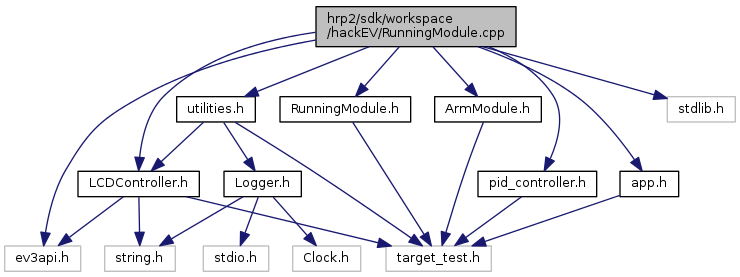 hrp2/sdk/workspace
/hackEV/RunningModule.cpp
utilities.h
RunningModule.h
ArmModule.h
stdlib.h
LCDController.h
Logger.h
pid_controller.h
app.h
ev3api.h
string.h
stdio.h
Clock.h
target_test.h